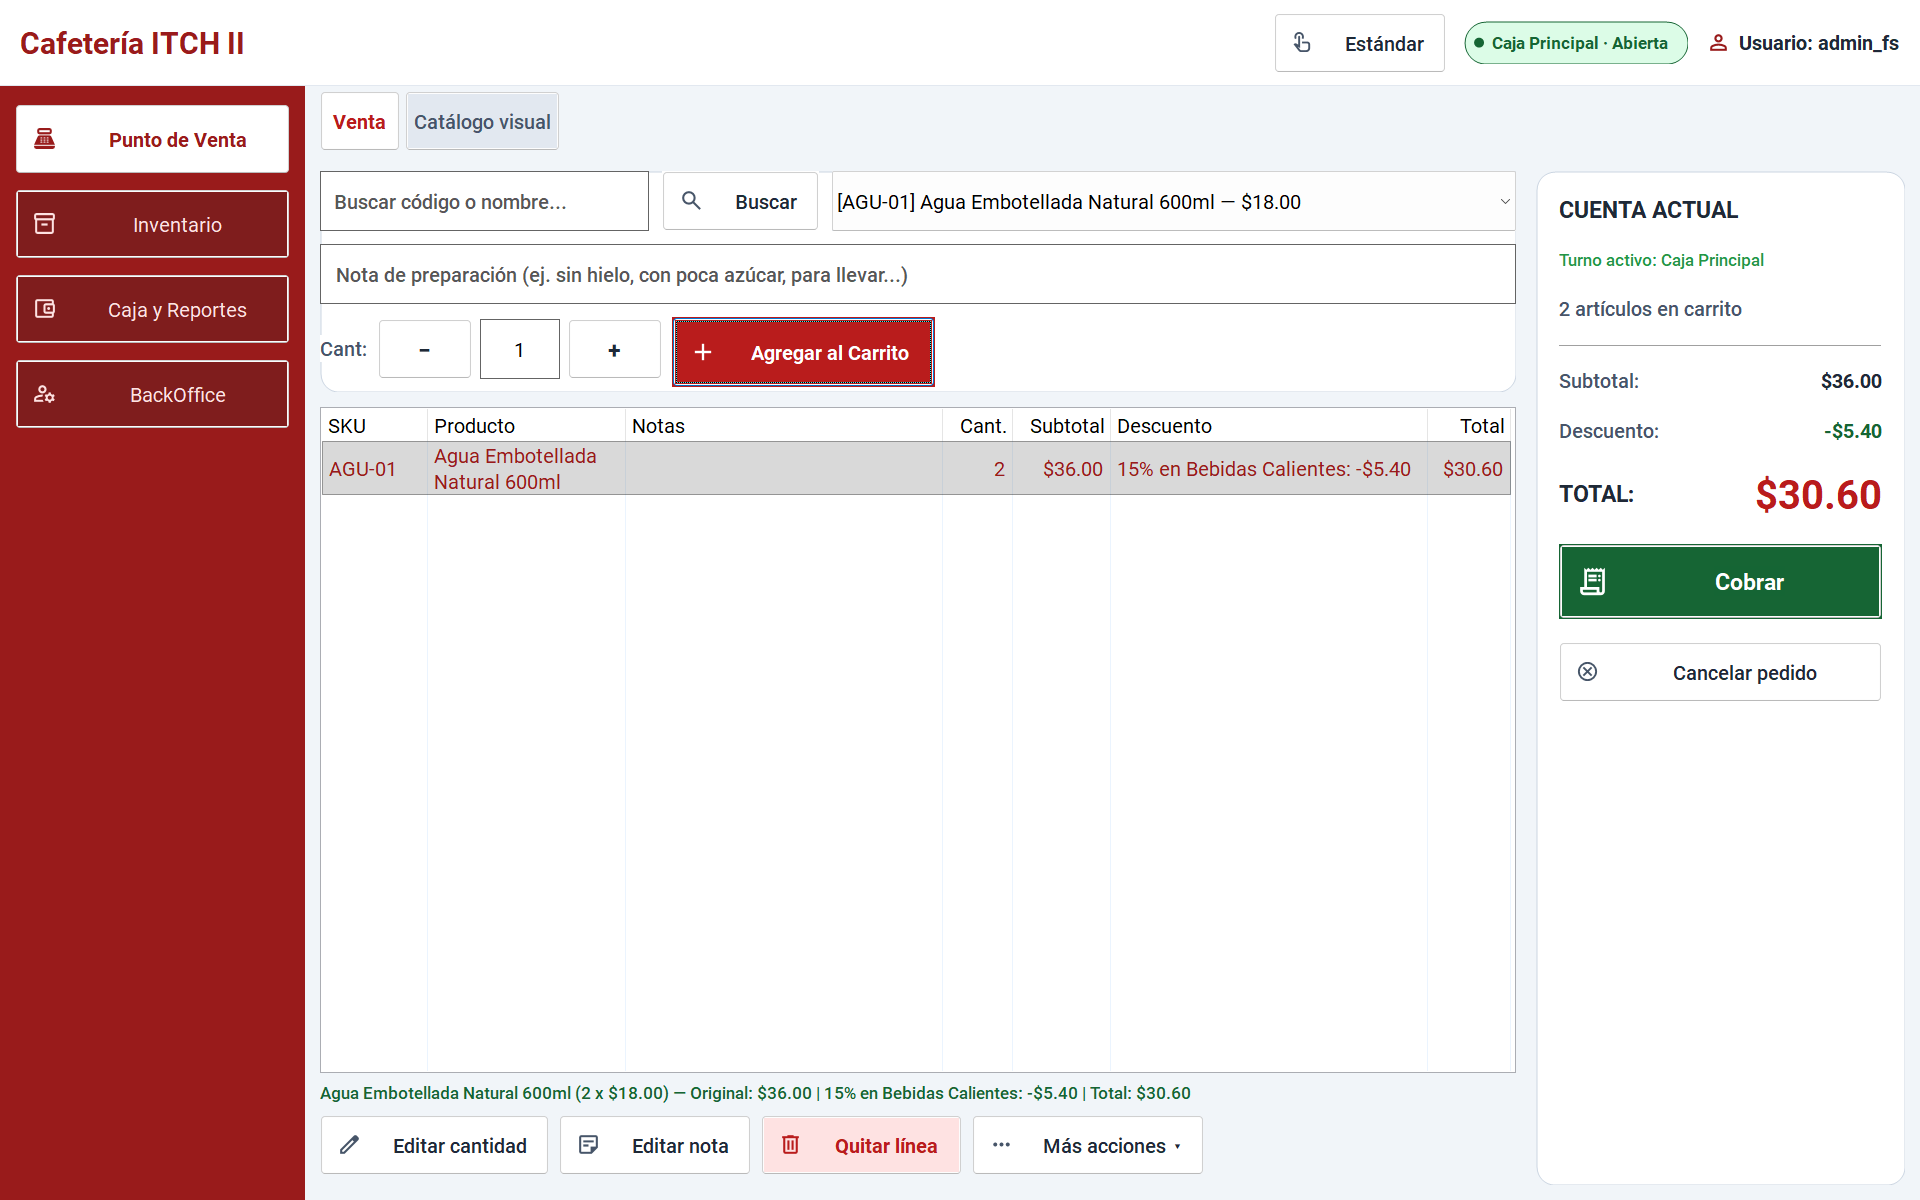 Cafetería ITCH II
Estándar
Caja Principal · Abierta
Usuario: admin_fs
Punto de Venta
Inventario
Caja y Reportes
BackOffice
Venta
Catálogo visual
Buscar código o nombre...
Buscar
[AGU-01] Agua Embotellada Natural 600ml — $18.00
Nota de preparación (ej. sin hielo, con poca azúcar, para llevar...)
Cant:
−
1
+
+ Agregar al Carrito
SKU Producto Notas Cant. Subtotal Descuento Total
AGU-01 Agua Embotellada Natural 600ml 2 $36.00 15% en Bebidas Calientes: -$5.40 $30.60
Agua Embotellada Natural 600ml (2 x $18.00) — Original: $36.00 | 15% en Bebidas Calientes: -$5.40 | Total: $30.60
Editar cantidad
Editar nota
Quitar línea
Más acciones
CUENTA ACTUAL
Turno activo: Caja Principal
2 artículos en carrito
Subtotal: $36.00
Descuento: -$5.40
TOTAL: $30.60
Cobrar
Cancelar pedido